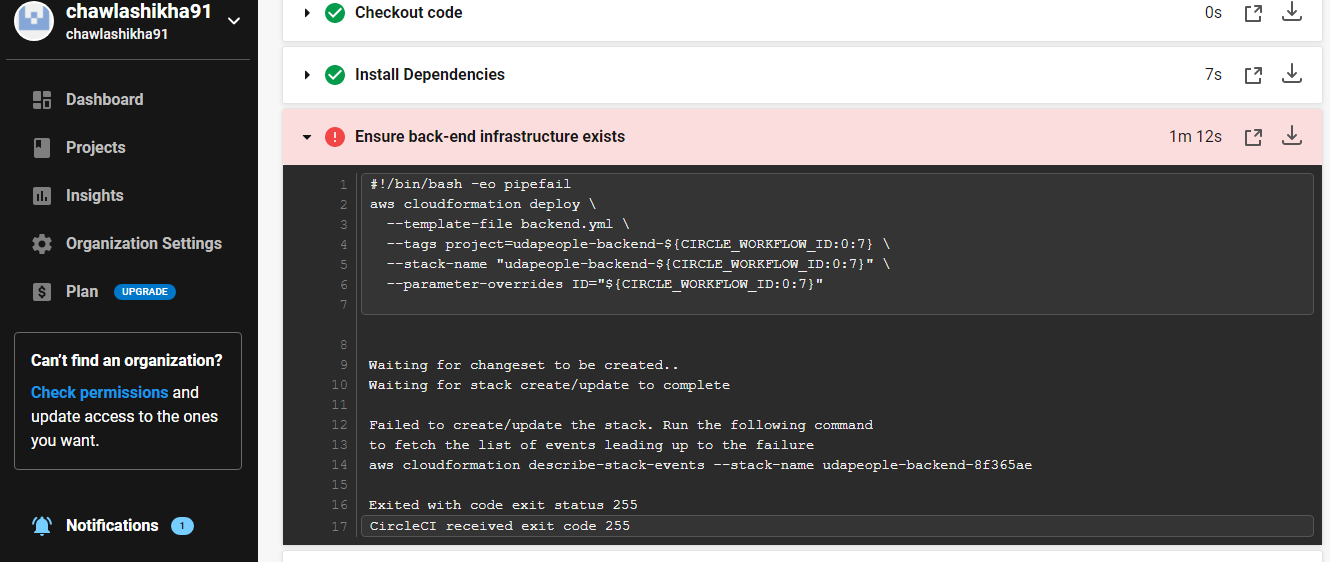 chawlashikha91
chawlashikha91
Dashboard
Projects
Insights
Organization Settings
Plan UPGRADE
Can't find an organization?
Check permissions and
update access to the ones
you want.
Notifications 1
Checkout code 0s
Install Dependencies 7s
Ensure back-end infrastructure exists 1m 12s
1 #!/bin/bash -eo pipefail
2 aws cloudformation deploy \
3 --template-file backend.yml \
4 --tags project=udapeople-backend-${CIRCLE_WORKFLOW_ID:0:7} \
5 --stack-name "udapeople-backend-${CIRCLE_WORKFLOW_ID:0:7}" \
6 --parameter-overrides ID="${CIRCLE_WORKFLOW_ID:0:7}"
7
8
9 Waiting for changeset to be created..
10 Waiting for stack create/update to complete
11
12 Failed to create/update the stack. Run the following command
13 to fetch the list of events leading up to the failure
14 aws cloudformation describe-stack-events --stack-name udapeople-backend-8f365ae
15
16 Exited with code exit status 255
17 CircleCI received exit code 255